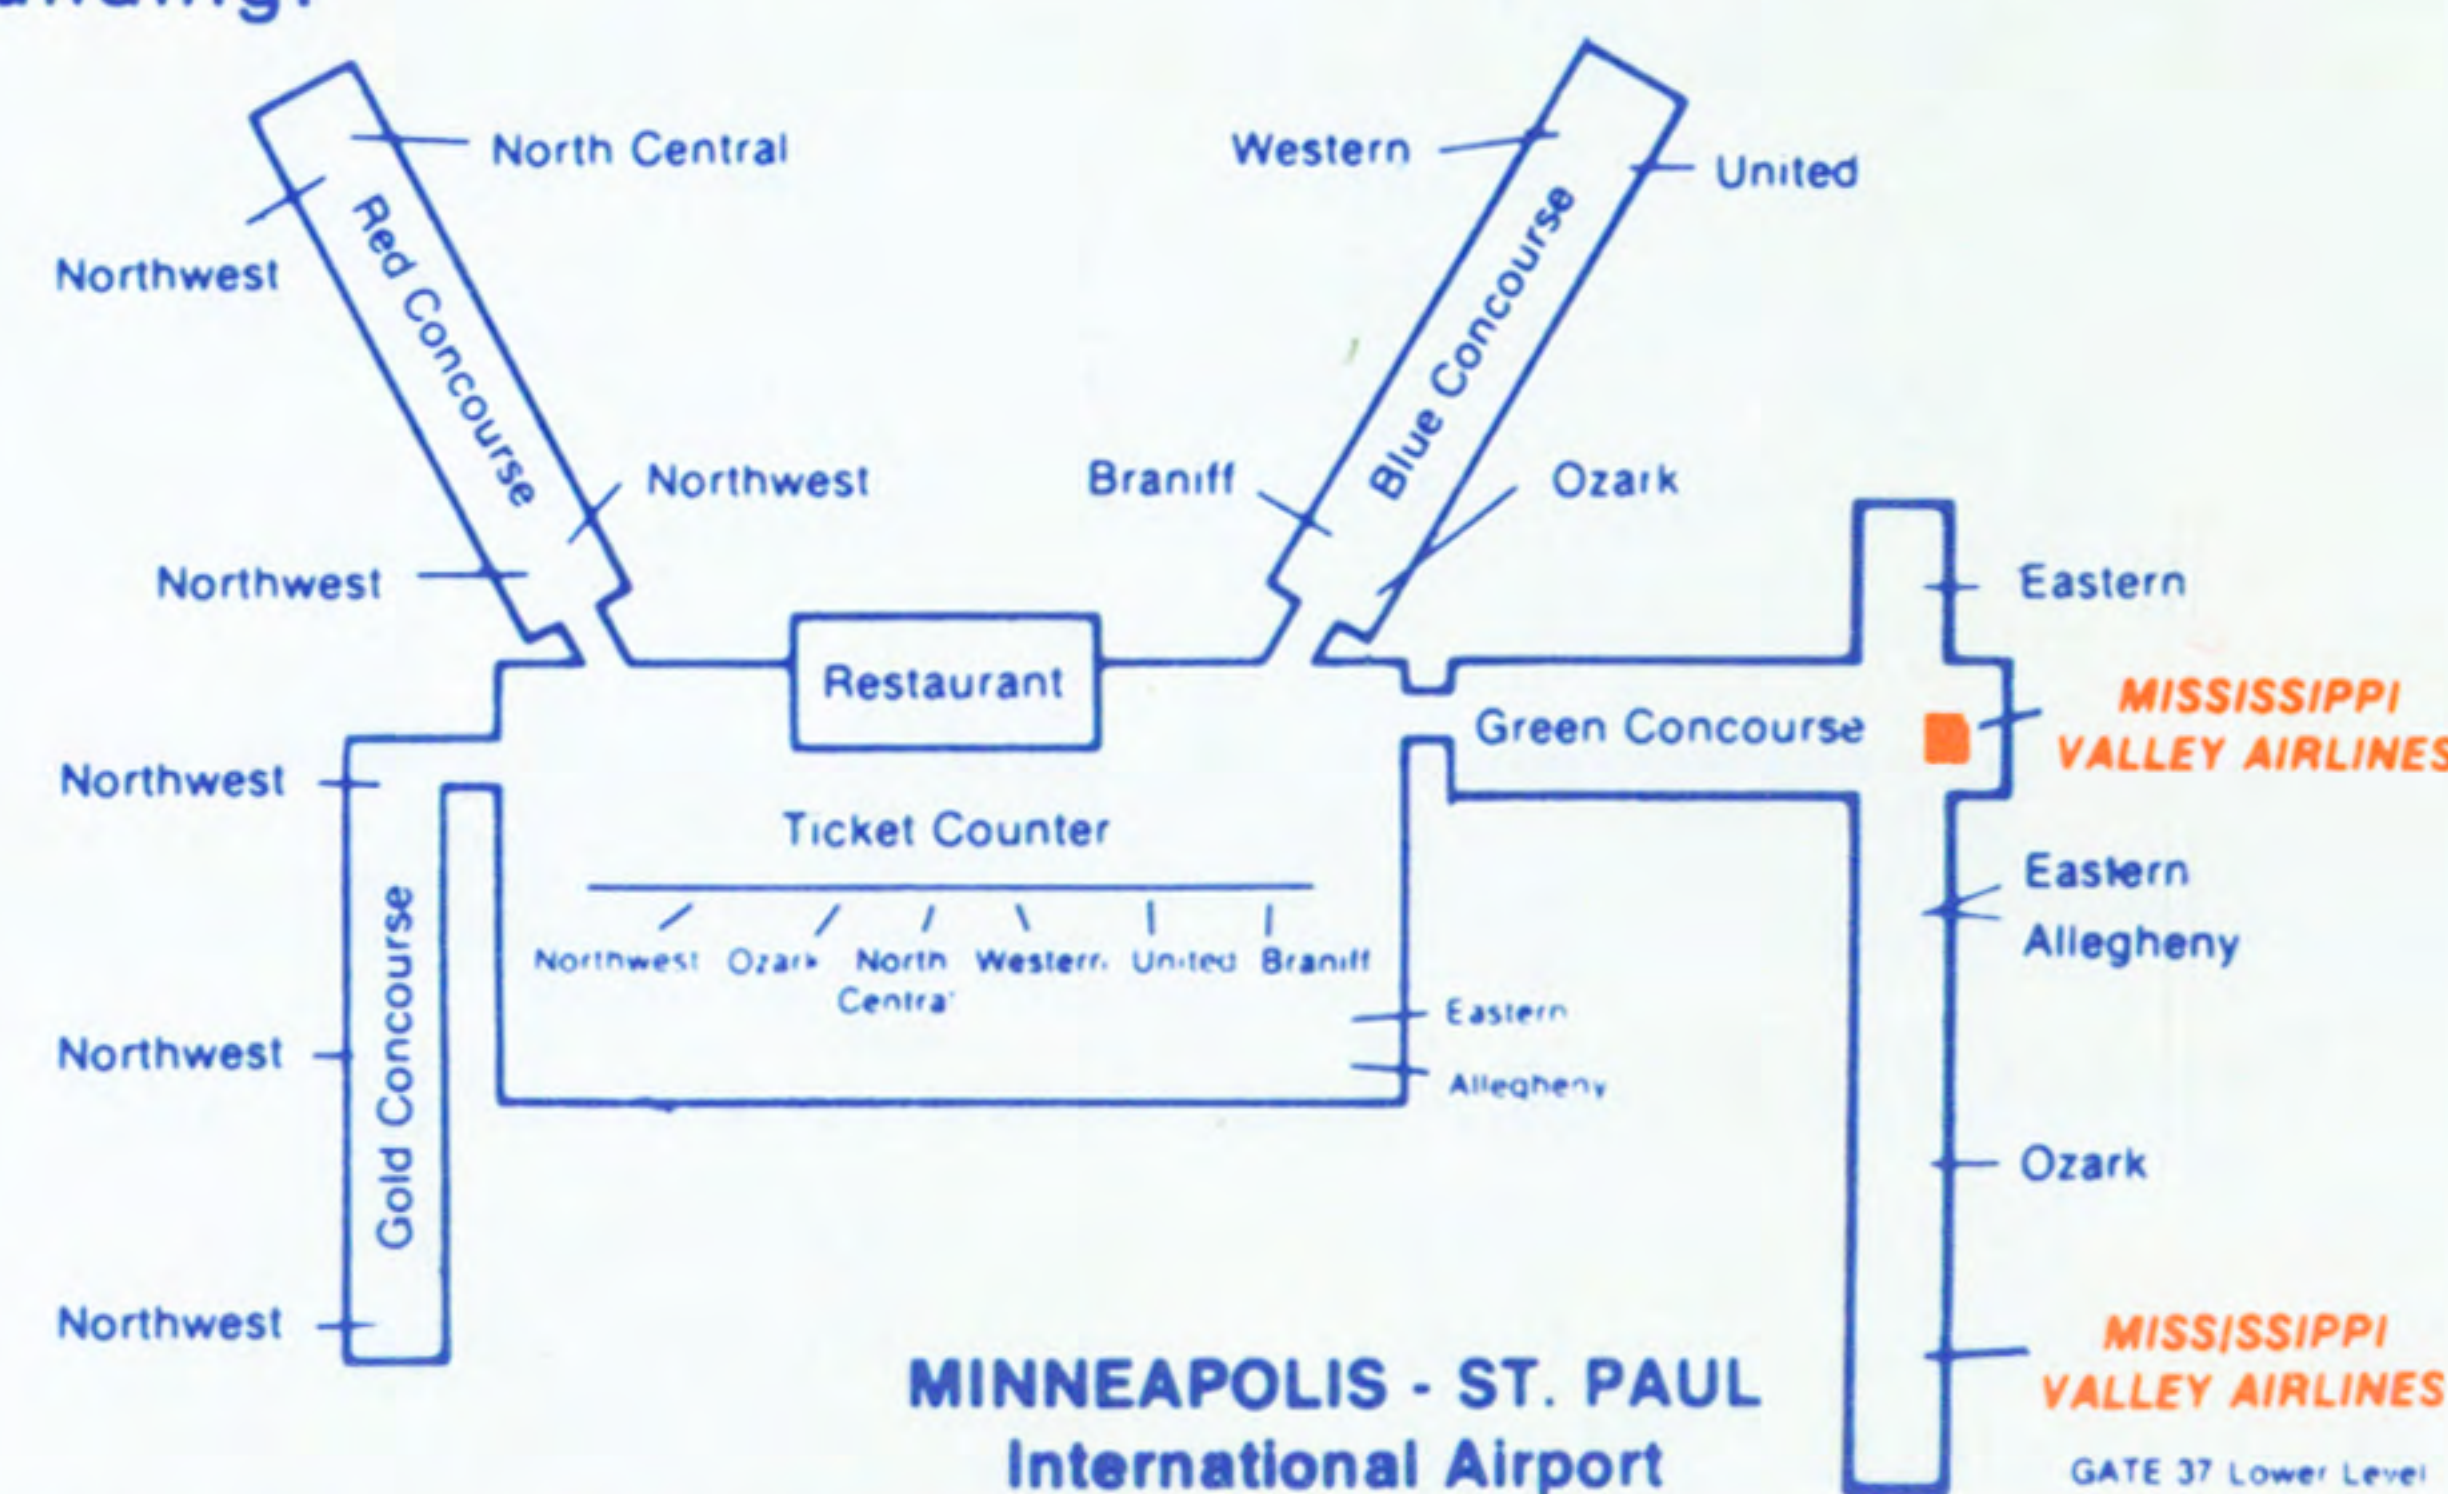 North Central
Western
United
Red Concourse
Blue Concourse
Northwest
Northwest
Braniff
Ozark
Northwest
Eastern
Restaurant
Green Concourse
MISSISSIPPI
VALLEY AIRLINES
Northwest
Ticket Counter
Eastern
Allegheny
Gold Concourse
Northwest Ozark North Western United Braniff
Central
Eastern
Allegheny
Northwest
Ozark
Northwest
MISSISSIPPI
VALLEY AIRLINES
GATE 37 Lower Level
MINNEAPOLIS - ST. PAUL
International Airport